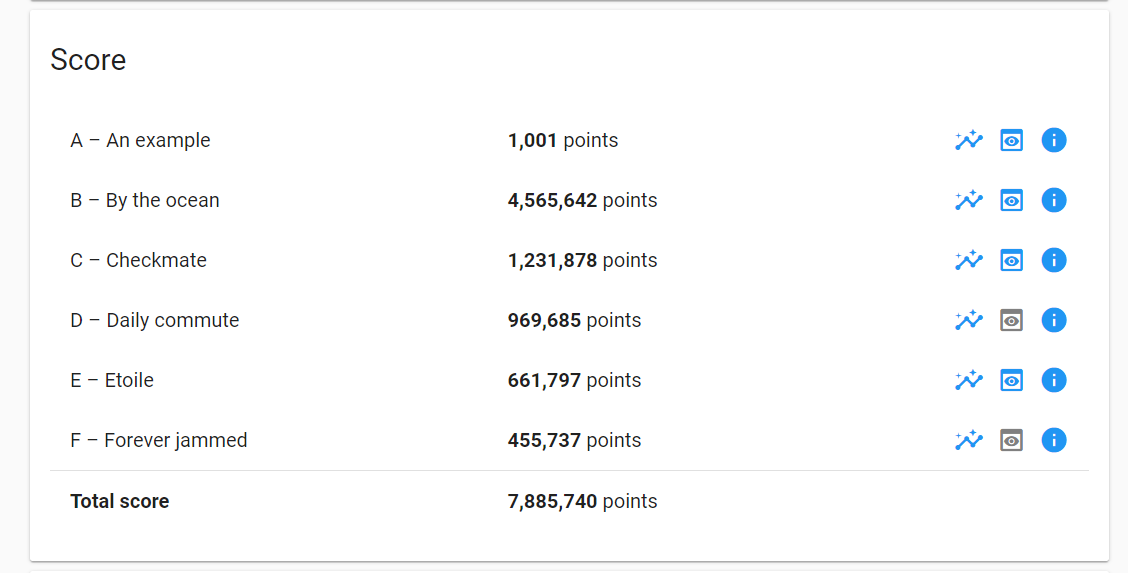 Score
A – An example 1,001 points
B – By the ocean 4,565,642 points
C – Checkmate 1,231,878 points
D – Daily commute 969,685 points
E – Etoile 661,797 points
F – Forever jammed 455,737 points
Total score 7,885,740 points